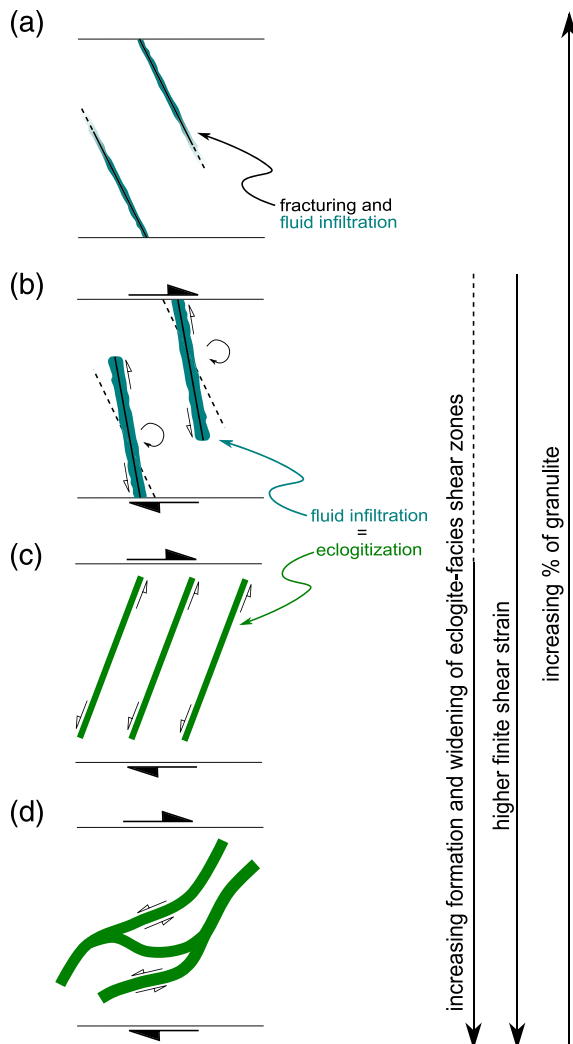 (a)
fracturing and
fluid infiltration
(b)
fluid infiltration
=
eclogitization
(c)
(d)
increasing formation and widening of eclogite-facies shear zones
higher finite shear strain
increasing % of granulite